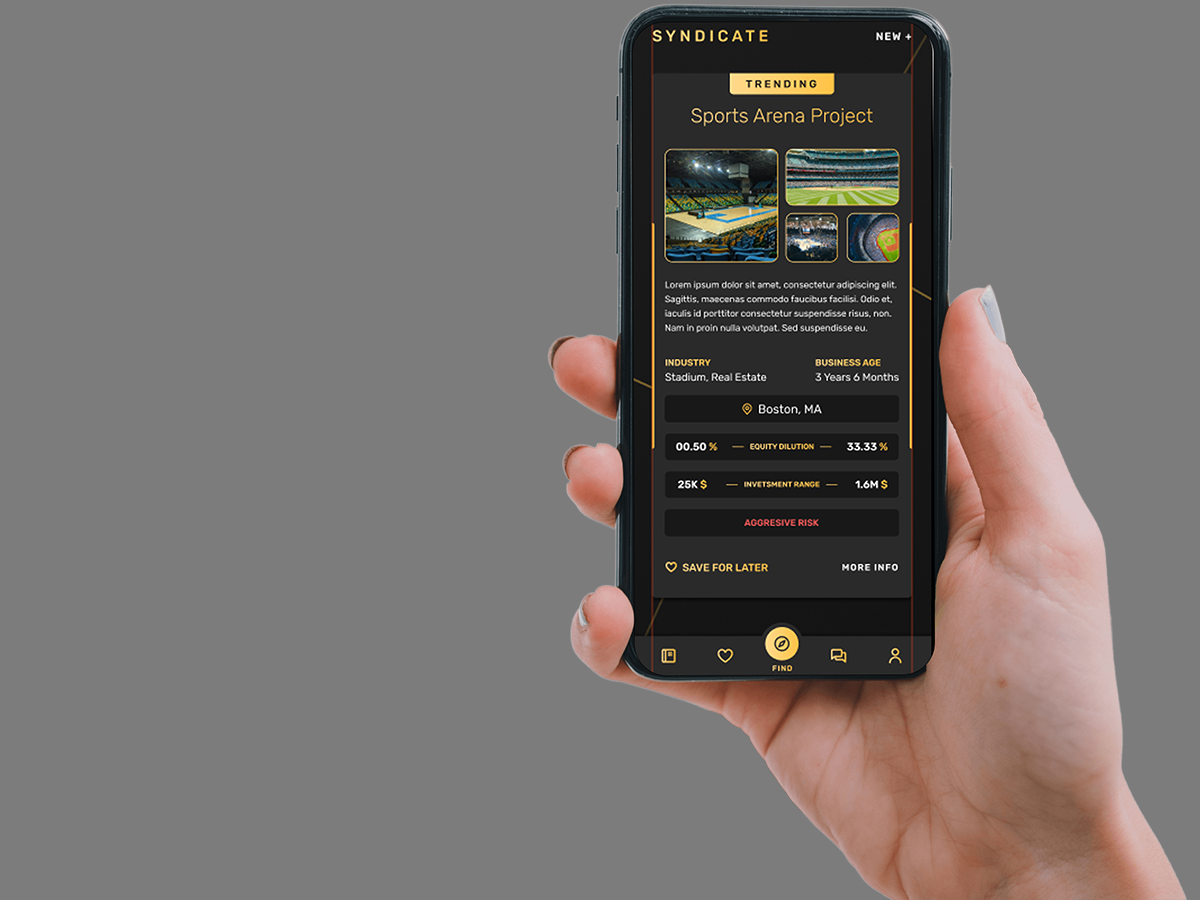 SYNDICATE
NEW +
TRENDING
Sports Arena Project
Lorem ipsum dolor sit amet, consectetur adipiscing elit.
Sagittis, maecenas commodo faucibus facilisi. Odio et,
iaculis id porttitor consectetur suspendisse risus, non.
Nam in proin nulla volutpat. Sed suspendisse eu.
INDUSTRY
Stadium, Real Estate
BUSINESS AGE
3 Years 6 Months
Boston, MA
00.50 % — EQUITY DILUTION — 33.33 %
25K $ — INVETSMENT RANGE — 1.6M $
AGGRESIVE RISK
SAVE FOR LATER
MORE INFO
FIND